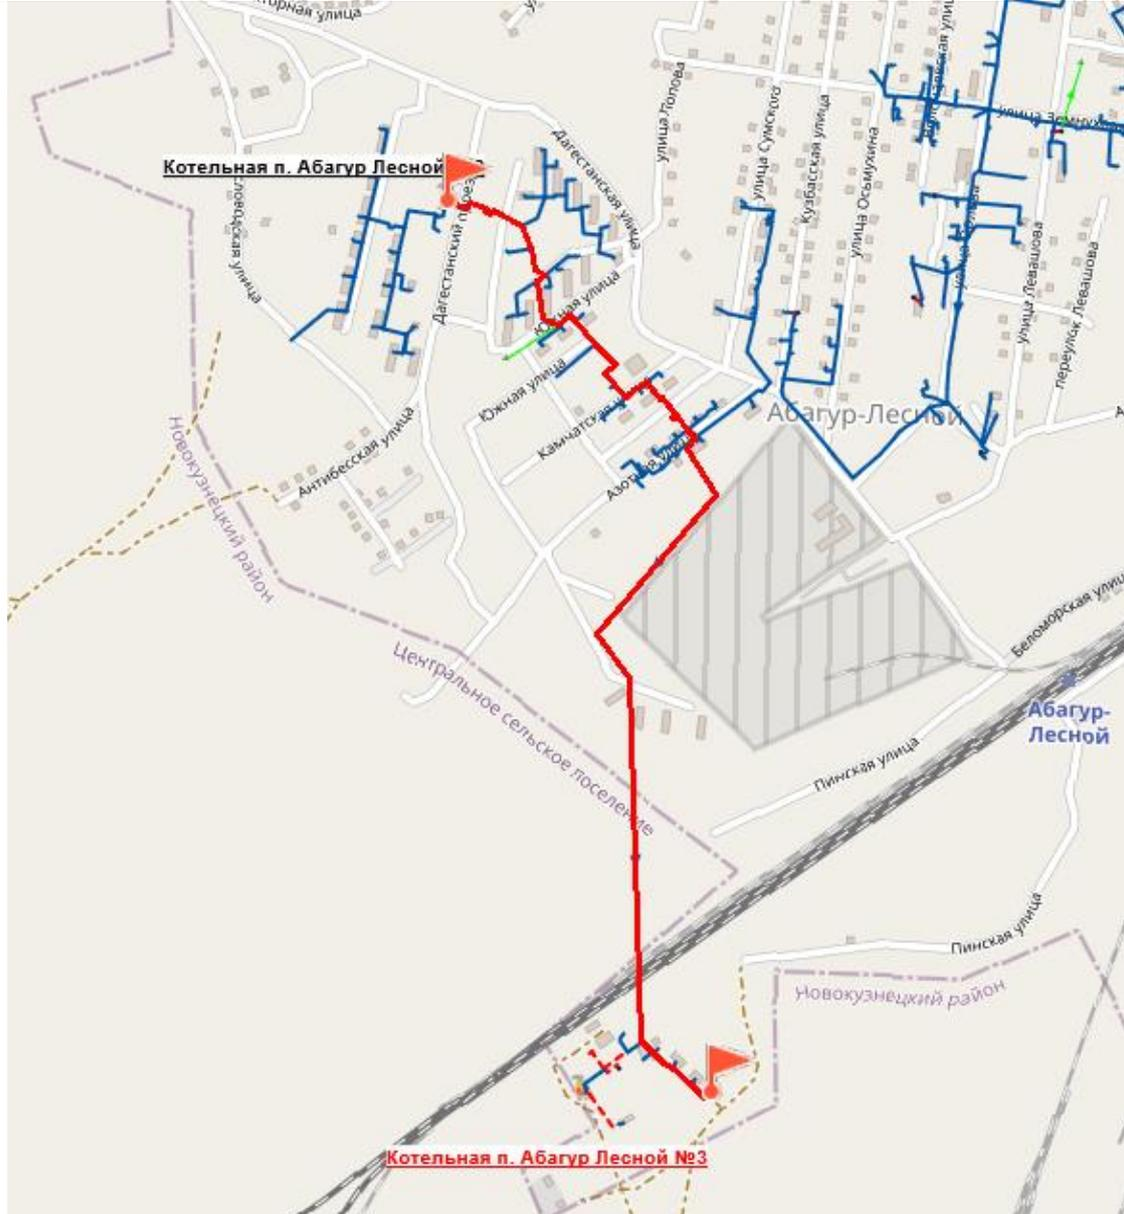 улица
Котельная п. Абагур Лесной
Дагестанская улица
улица Попова
улица Сумского
Кузбасская улица
улица Осьмухина
улица Левашова
переулок Левашова
Дагестанский
Южная улица
Южная улица
Камчатская
Антибесская улица
Абагур-Лесной
Новокузнецкий район
Центральное сельское поселение
Беломорская улиц
Абагур-
Лесной
Пинская улица
Пинская улица
Новокузнецкий район
Котельная п. Абагур Лесной №3